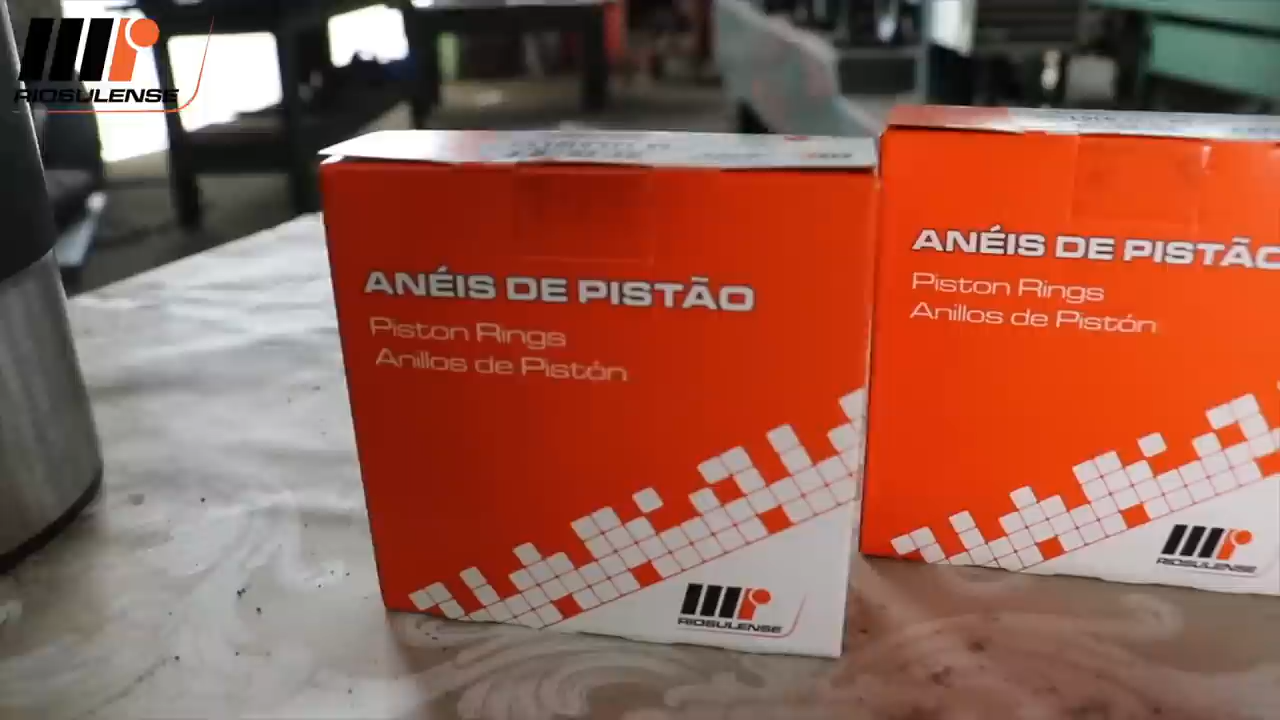 RIOSULENSE
ANÉIS DE PISTÃO
Piston Rings
Anillos de Pistón
RIOSULENSE
ANÉIS DE PISTÃO
Piston Rings
Anillos de Pistón
RIOSULENSE